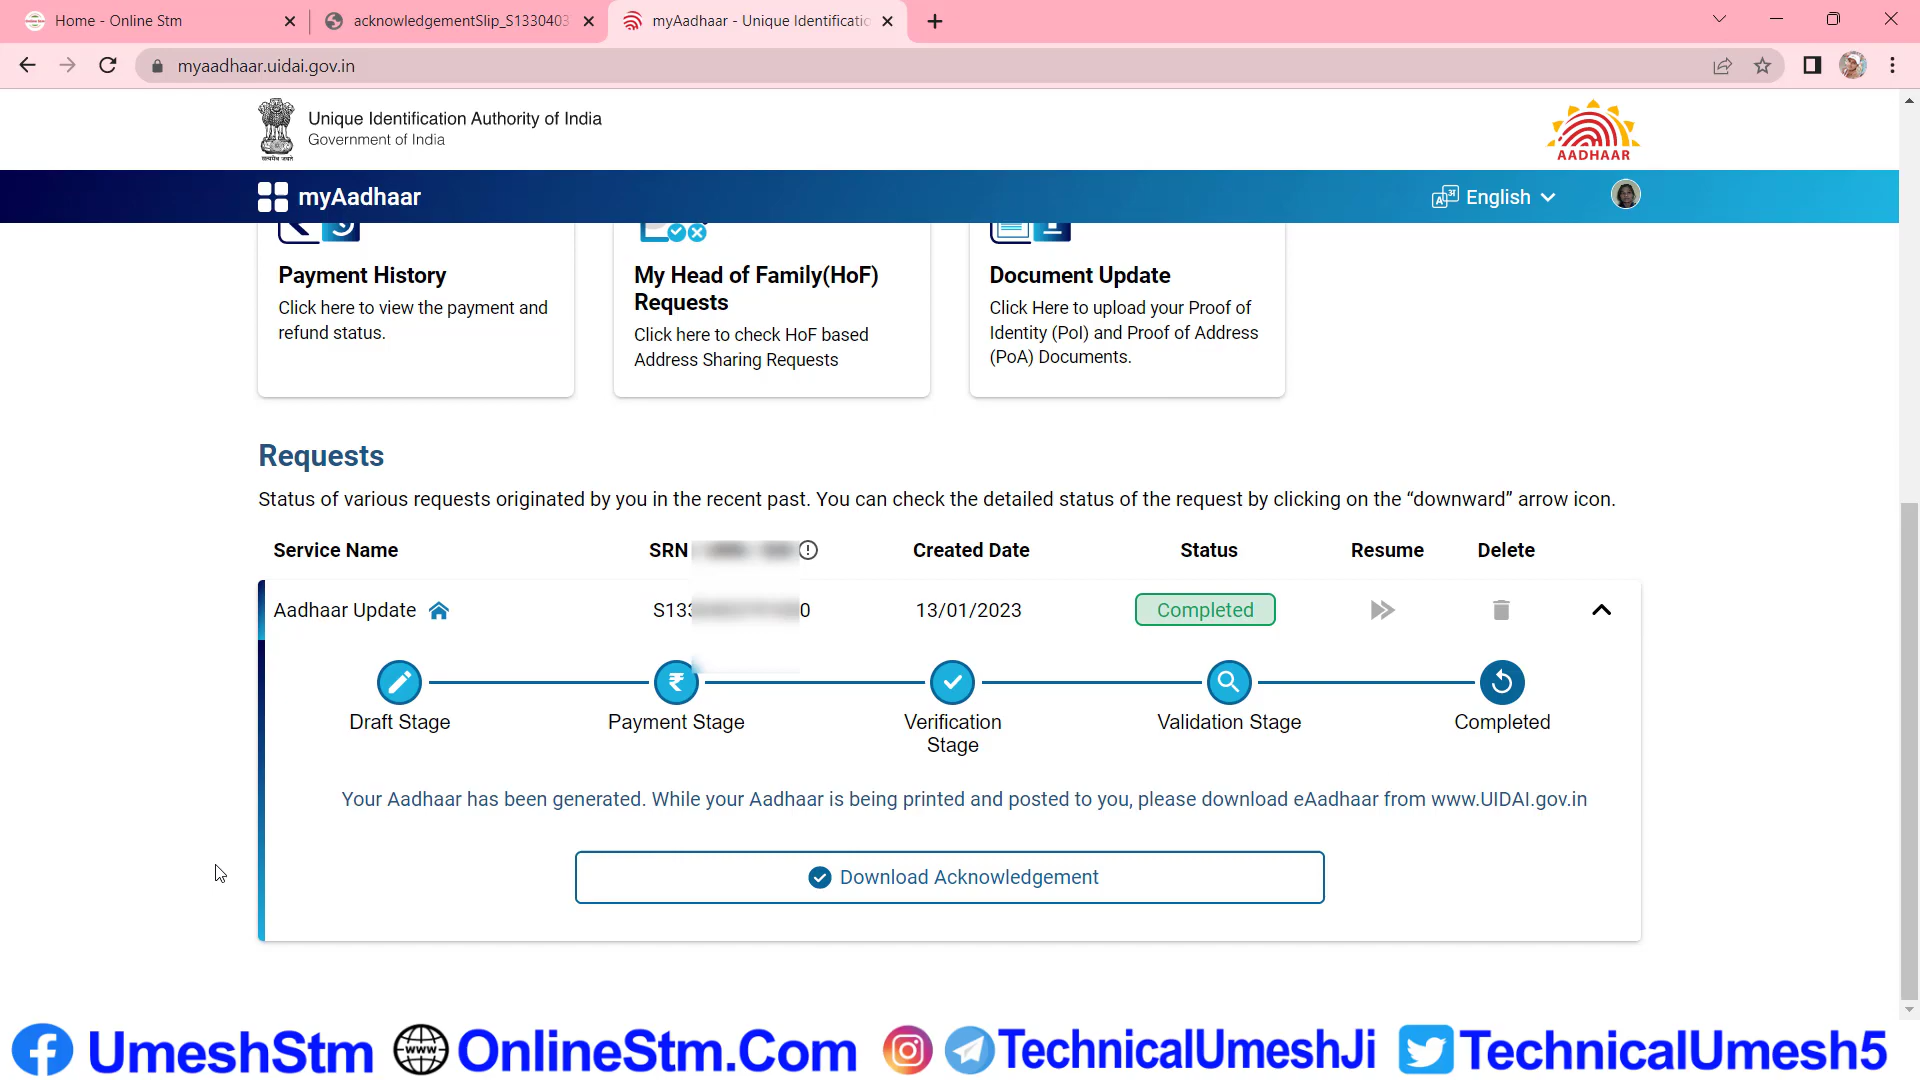 Home - Online Stm
acknowledgementSlip_S1330403
myAadhaar - Unique Identificatio
myaadhaar.uidai.gov.in
Unique Identification Authority of India
Government of India
सत्यमेव जयते
AADHAAR
myAadhaar
English
Payment History
Click here to view the payment and
refund status.
My Head of Family(HoF)
Requests
Click here to check HoF based
Address Sharing Requests
Document Update
Click Here to upload your Proof of
Identity (PoI) and Proof of Address
(PoA) Documents.
Requests
Status of various requests originated by you in the recent past. You can check the detailed status of the request by clicking on the “downward” arrow icon.
Service Name SRN Created Date Status Resume Delete
Aadhaar Update S133 0 13/01/2023 Completed
Draft Stage Payment Stage Verification Stage Validation Stage Completed
Your Aadhaar has been generated. While your Aadhaar is being printed and posted to you, please download eAadhaar from www.UIDAI.gov.in
Download Acknowledgement
UmeshStm www OnlineStm.Com TechnicalUmeshJi TechnicalUmesh5